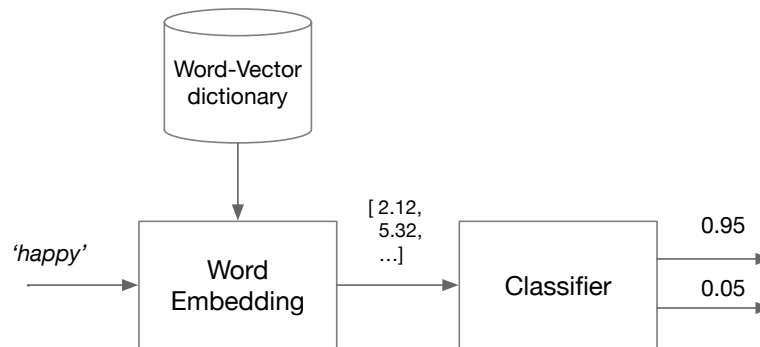 Word-Vector
dictionary
‘happy’
Word
Embedding
[ 2.12,
5.32,
…]
Classifier
0.95
0.05